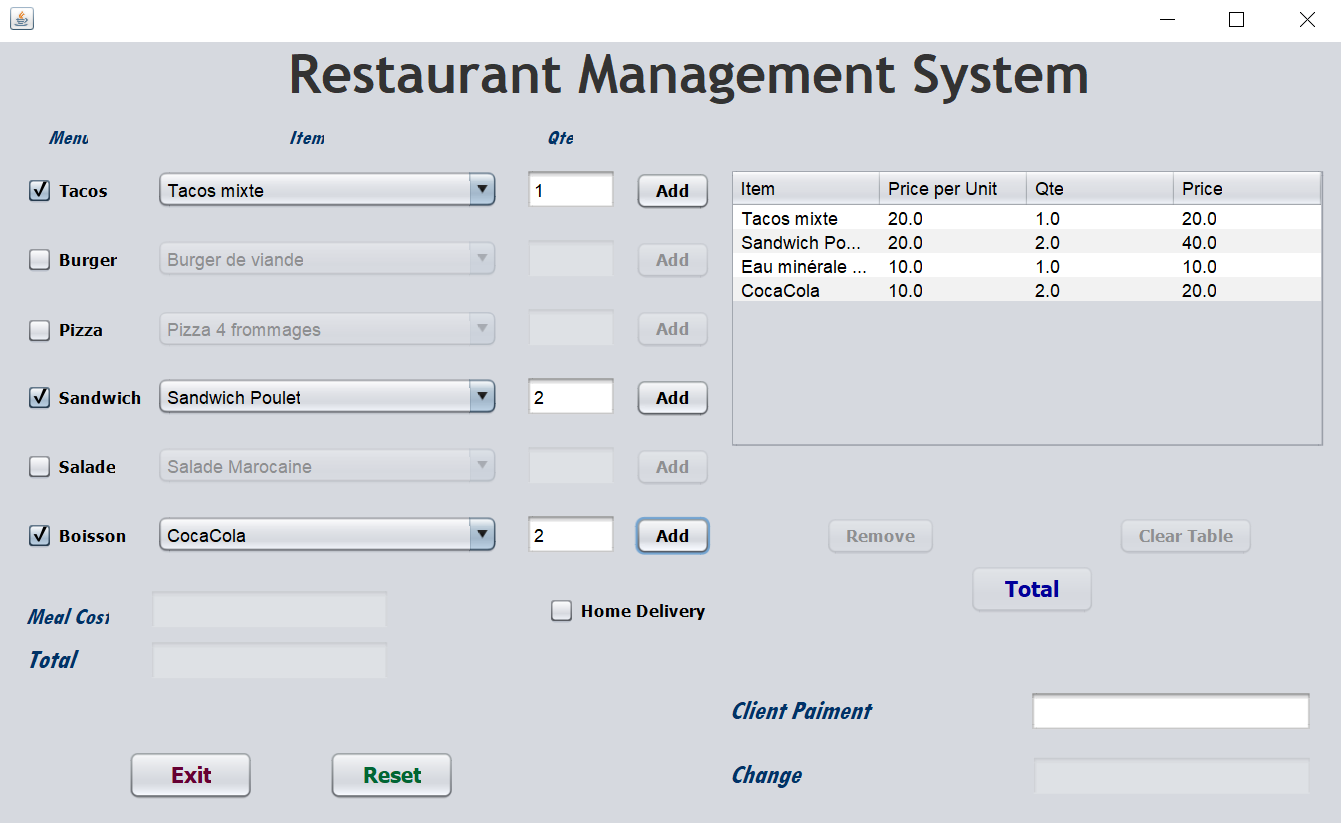 Restaurant Management System
Menu Item Qte
Tacos Tacos mixte 1 Add
Burger Burger de viande Add
Pizza Pizza 4 frommages Add
Sandwich Sandwich Poulet 2 Add
Salade Salade Marocaine Add
Boisson CocaCola 2 Add
Item Price per Unit Qte Price
Tacos mixte 20.0 1.0 20.0
Sandwich Po... 20.0 2.0 40.0
Eau minérale ... 10.0 1.0 10.0
CocaCola 10.0 2.0 20.0
Remove Clear Table
Total
Meal Cost
Home Delivery
Total
Client Paiment
Change
Exit Reset